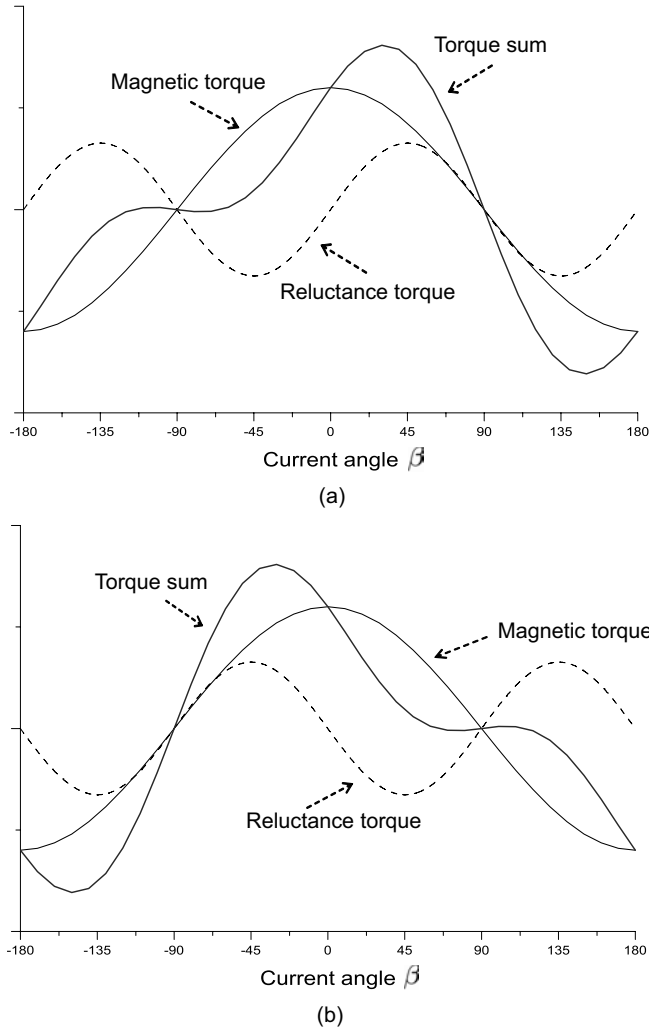 Torque sum
Magnetic torque
Reluctance torque
-180 -135 -90 -45 0 45 90 135 180
Current angle β
(a)
Torque sum
Magnetic torque
Reluctance torque
-180 -135 -90 -45 0 45 90 135 180
Current angle β
(b)